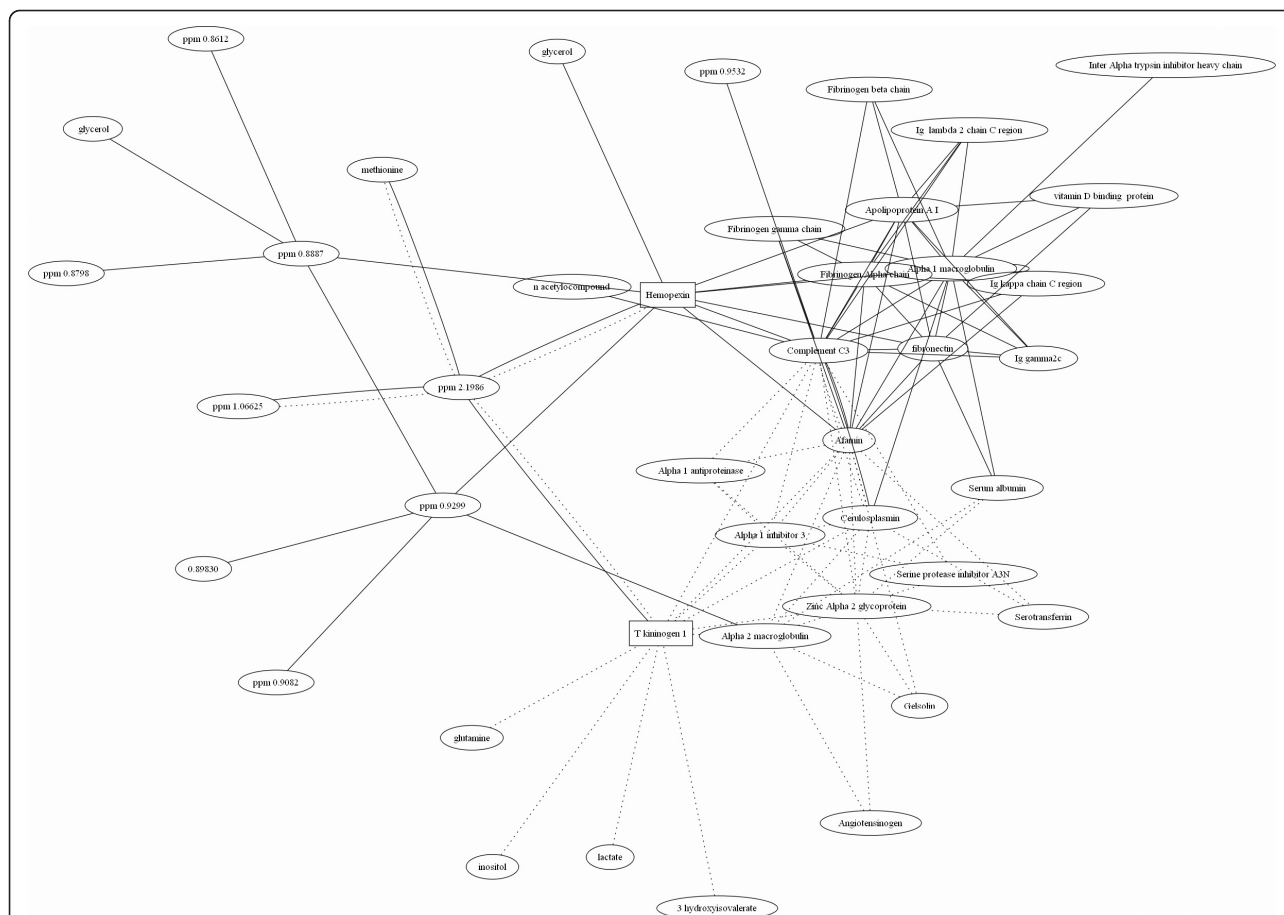 ppm 0.8612
glycerol
ppm 0.9532
Inter Alpha trypsin inhibitor heavy chain
Fibrinogen beta chain
glycerol
Ig lambda 2 chain C region
methionine
vitamin D binding protein
Apolipoprotein A I
Fibrinogen gamma chain
ppm 0.8887
ppm 0.8798
Fibrinogen Alpha chain
Alpha 1 macroglobulin
n acetylocompound
Hemopexin
Ig kappa chain C region
Complement C3
fibronectin
Ig gamma2c
ppm 2.1986
ppm 1.06625
Afamin
Alpha 1 antiproteinase
Serum albumin
ppm 0.9299
Cerulosplasmin
Alpha 1 inhibitor 3
0.89830
Serine protease inhibitor A3N
Zinc Alpha 2 glycoprotein
Serotransferrin
T kininogen 1
Alpha 2 macroglobulin
ppm 0.9082
Gelsolin
glutamine
Angiotensinogen
lactate
inositol
3 hydroxyisovalerate